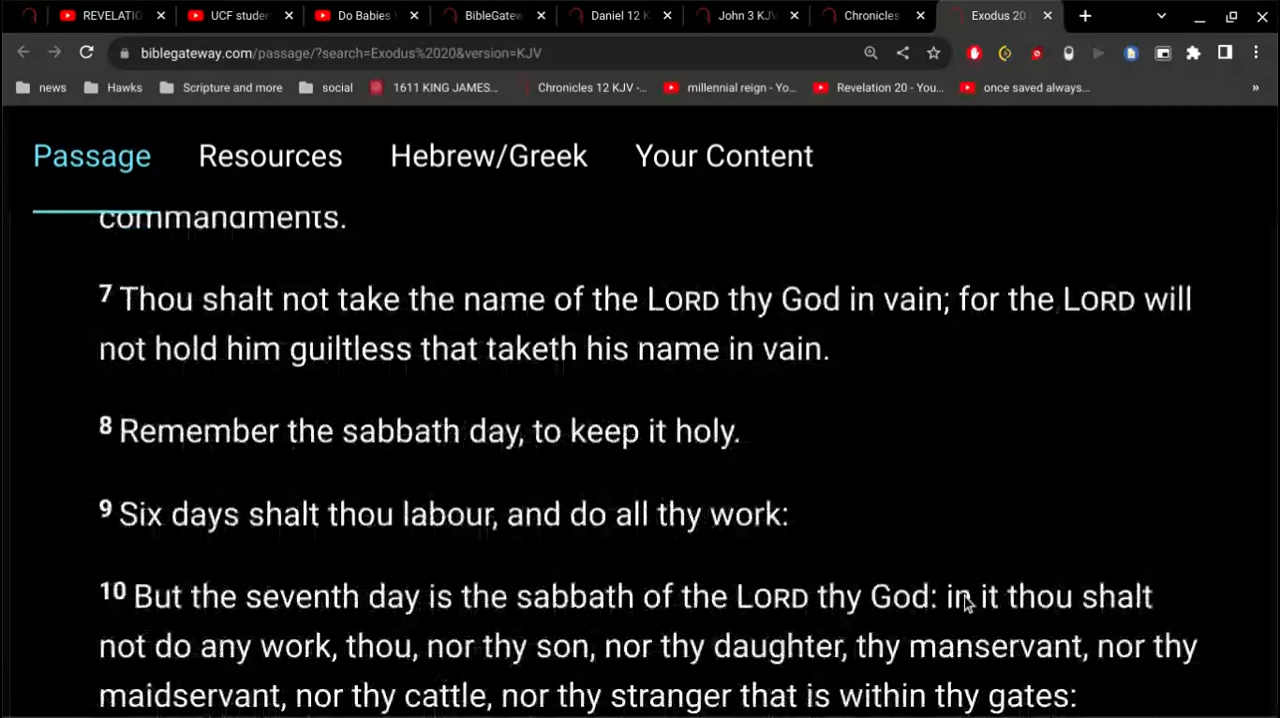 REVELATIO UCF studen Do Babies BibleGatew Daniel 12 K John 3 KJV Chronicles Exodus 20
biblegateway.com/passage/?search=Exodus%2020&version=KJV
news Hawks Scripture and more social 1611 KING JAMES... Chronicles 12 KJV -... millennial reign - Yo... Revelation 20 - You... once saved always... »
Passage Resources Hebrew/Greek Your Content
commandments.
7 Thou shalt not take the name of the LORD thy God in vain; for the LORD will
not hold him guiltless that taketh his name in vain.
8 Remember the sabbath day, to keep it holy.
9 Six days shalt thou labour, and do all thy work:
10 But the seventh day is the sabbath of the LORD thy God: in it thou shalt
not do any work, thou, nor thy son, nor thy daughter, thy manservant, nor thy
maidservant, nor thy cattle, nor thy stranger that is within thy gates: